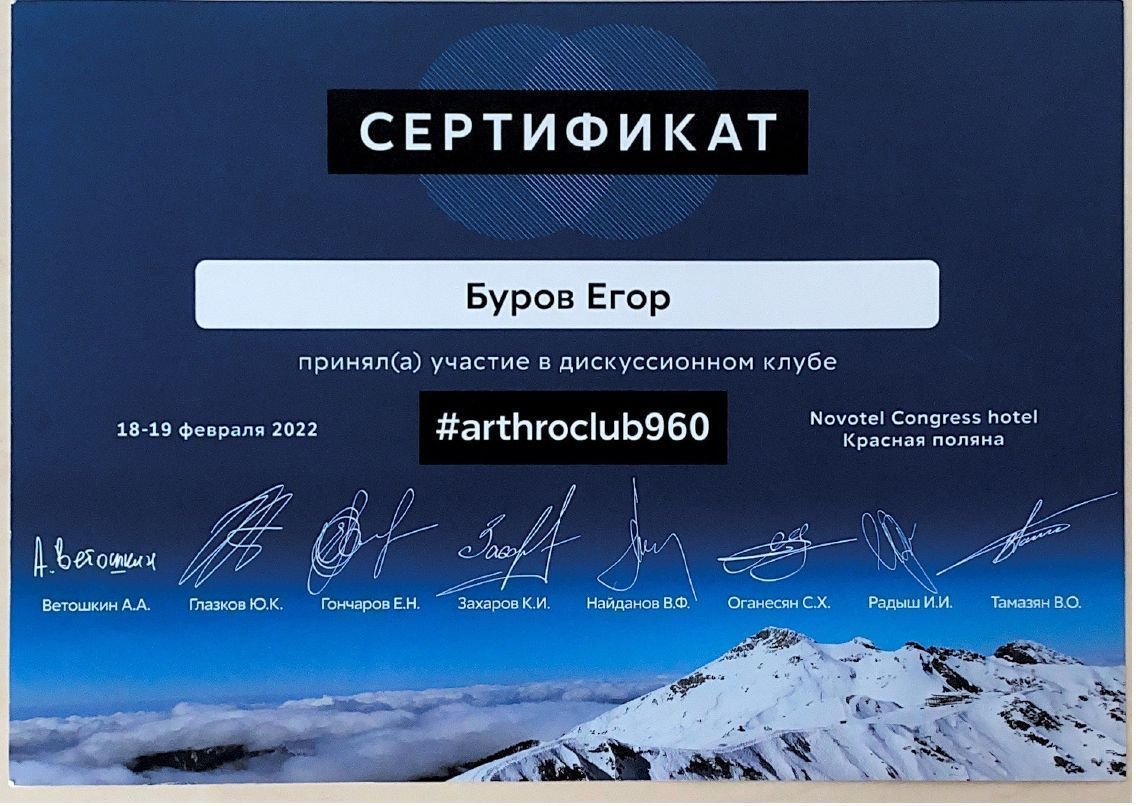 СЕРТИФИКАТ
Буров Егор
принял(а) участие в дискуссионном клубе
18-19 февраля 2022
#arthroclub960
Novotel Congress hotel
Красная поляна
А.Ветошкин
Ветошкин А.А.
Глазков Ю.К.
Гончаров Е.Н.
Захаров К.И.
Найданов В.Ф.
Оганесян С.Х.
Радыш И.И.
Тамазян В.О.